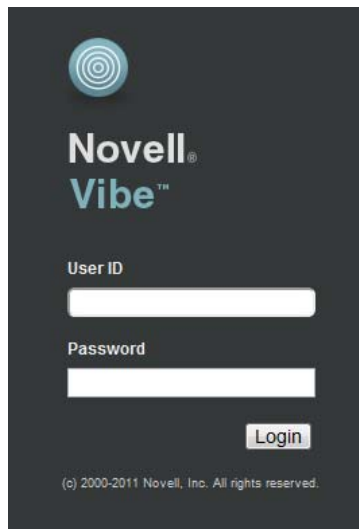 Novell®
Vibe™
User ID
Password
Login
(c) 2000-2011 Novell, Inc. All rights reserved.